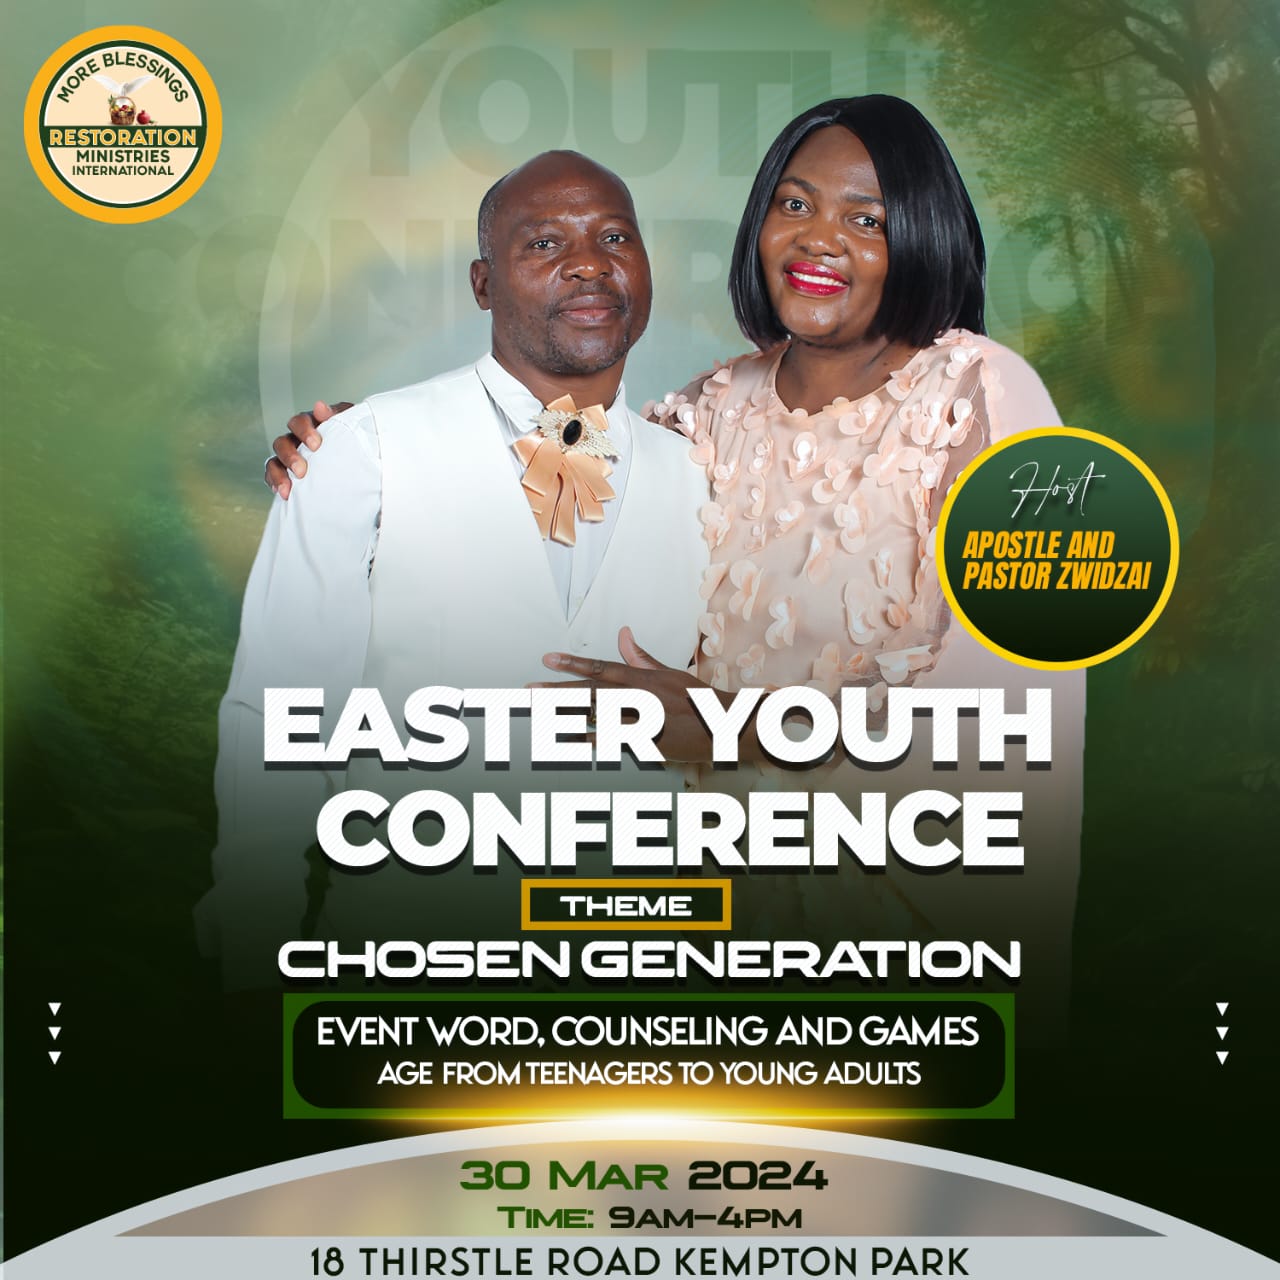 MORE BLESSINGS
RESTORATION
MINISTRIES
INTERNATIONAL
YOUTH
Host
APOSTLE AND
PASTOR ZWIDZAI
EASTER YOUTH
CONFERENCE
THEME
CHOSEN GENERATION
EVENT WORD, COUNSELING AND GAMES
AGE FROM TEENAGERS TO YOUNG ADULTS
30 MAR 2024
TIME: 9AM–4PM
18 THIRSTLE ROAD KEMPTON PARK